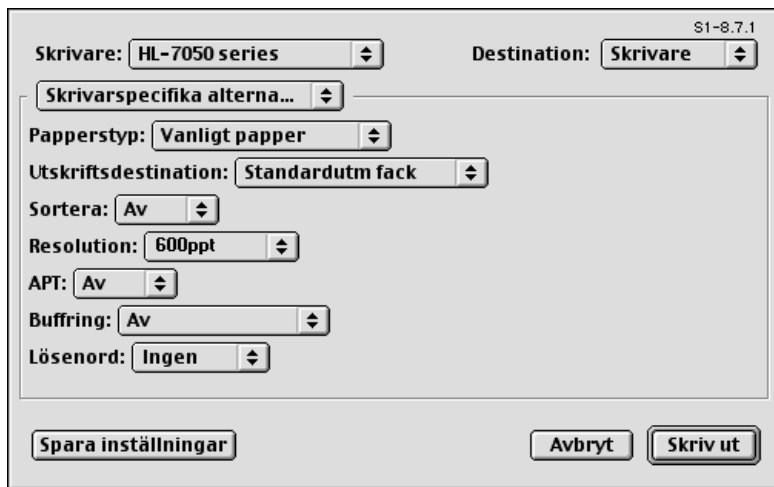 S1-8.7.1
Skrivare: HL-7050 series Destination: Skrivare
Skrivarspecifika alterna...
Papperstyp: Vanligt papper
Utskriftsdestination: Standardutm fack
Sortera: Av
Resolution: 600ppt
APT: Av
Buffring: Av
Lösenord: Ingen
Spara inställningar Avbryt Skriv ut